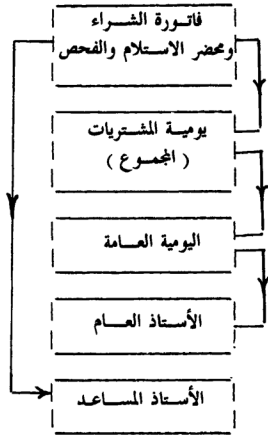 فاتورة الشراء
ومحضر الاستلام والفحص
يومية المشتريات
( المجموع )
اليومية العامة
الأستاذ العام
الأستاذ المساعد